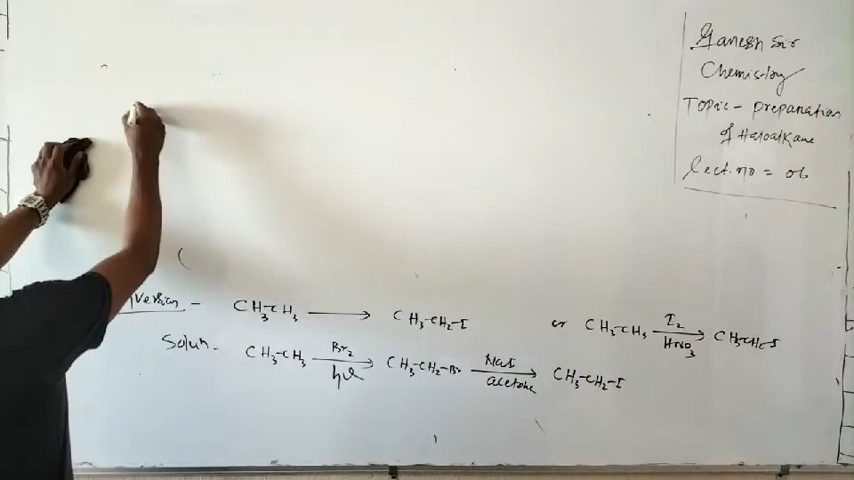 Ganesh Sir
Chemistry
Topic - preparation
of Haloalkane
Lect. no = 06
version - CH3-CH3 → CH3-CH2-I or CH3-CH3 I2 → HNO3 CH3-CH2-I
Solun - CH3-CH3 Br2 → hν CH3-CH2-Br NaI → acetone CH3-CH2-I